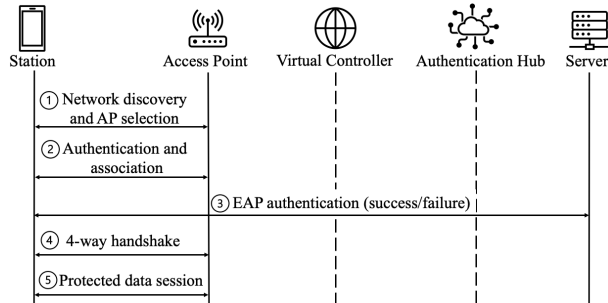 Station
Access Point
Virtual Controller
Authentication Hub
Server
① Network discovery
and AP selection
② Authentication and
association
③ EAP authentication (success/failure)
④ 4-way handshake
⑤ Protected data session